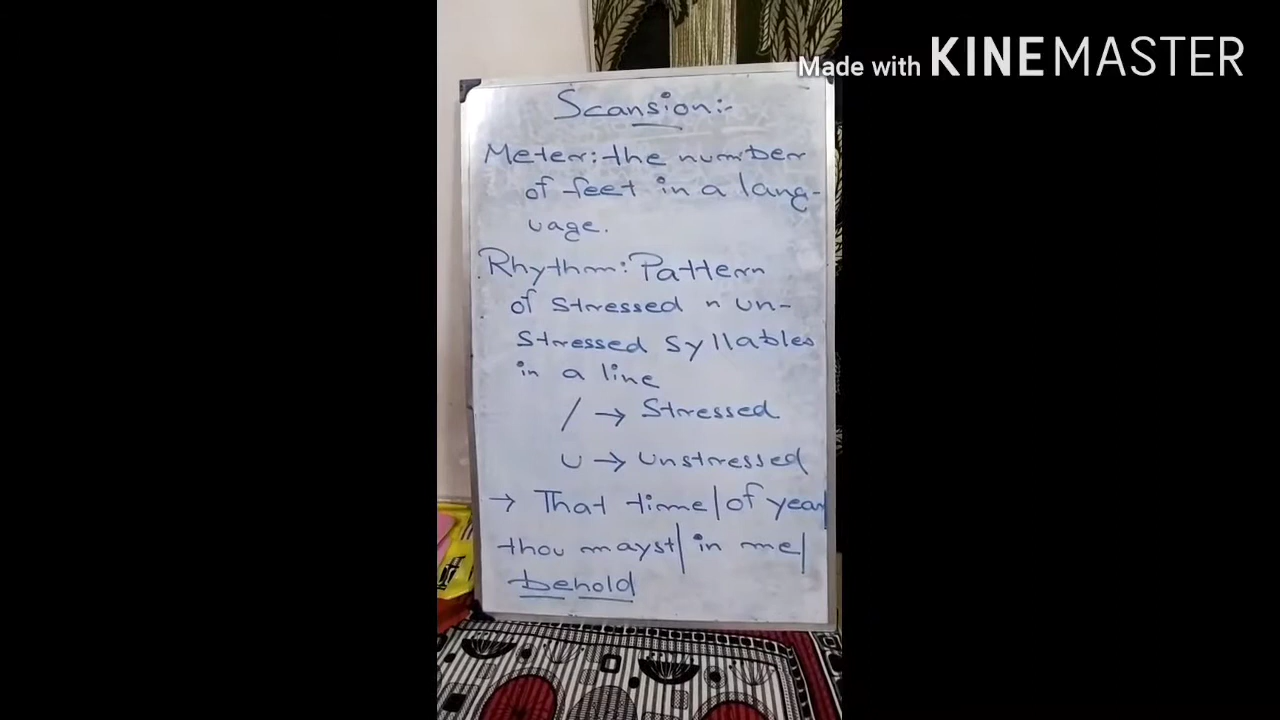 Made with KINEMASTER
Scansion:-
Meter: the number
of feet in a lang-
uage.
Rhythm: Pattern
of stressed n un-
stressed syllables
in a line
/ → Stressed
U → Unstressed
→ That time/of year/
thou mayst/in me/
behold